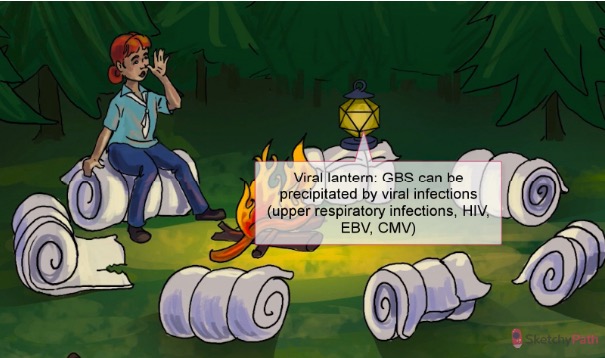 Viral lantern: GBS can be
precipitated by viral infections
(upper respiratory infections, HIV,
EBV, CMV)
SketchyPath